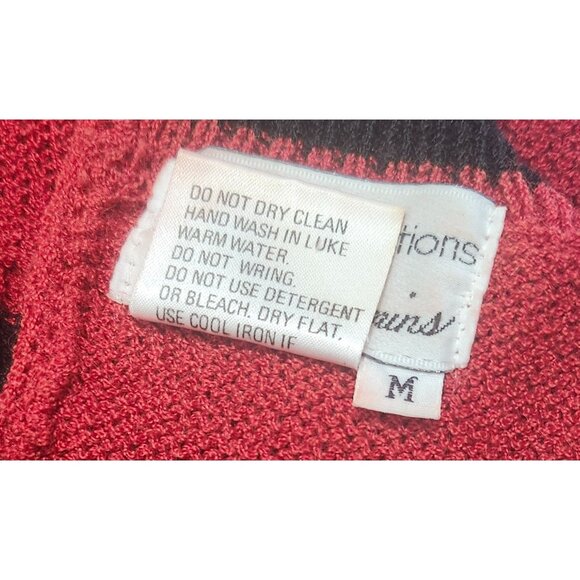 DO NOT DRY CLEAN
HAND WASH IN LUKE
WARM WATER.
DO NOT WRING.
DO NOT USE DETERGENT
OR BLEACH. DRY FLAT.
USE COOL IRON IF
tions
ains
M